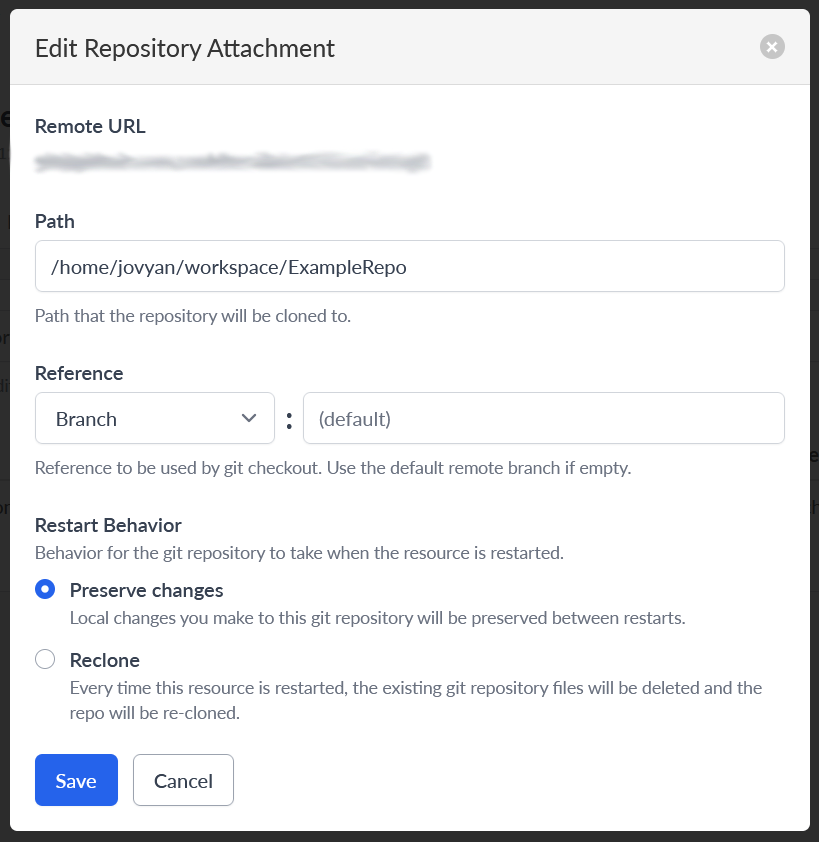 Edit Repository Attachment
Remote URL
Path
/home/jovyan/workspace/ExampleRepo
Path that the repository will be cloned to.
Reference
Branch : (default)
Reference to be used by git checkout. Use the default remote branch if empty.
Restart Behavior
Behavior for the git repository to take when the resource is restarted.
Preserve changes
Local changes you make to this git repository will be preserved between restarts.
Reclone
Every time this resource is restarted, the existing git repository files will be deleted and the
repo will be re-cloned.
Save Cancel